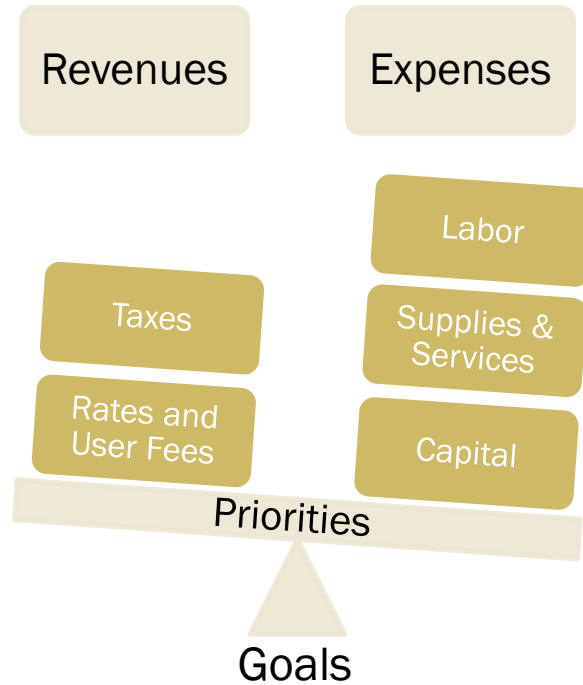 Revenues
Expenses
Taxes
Rates and
User Fees
Labor
Supplies &
Services
Capital
Priorities
Goals